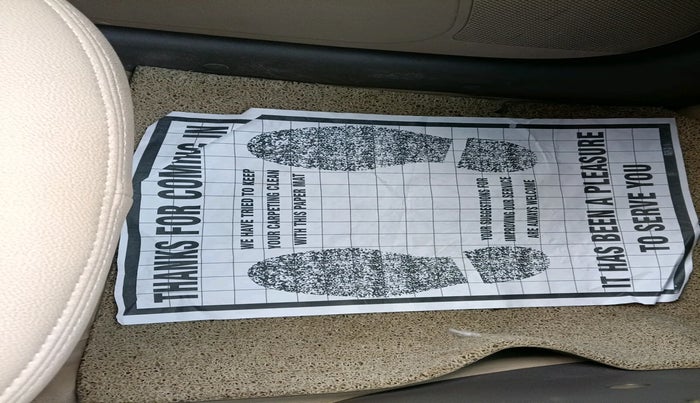 THANKS FOR COMING IN
WE HAVE TRIED TO KEEP
YOUR CARPETING CLEAN
WITH THIS PAPER MAT
YOUR SUGGESTIONS FOR
IMPROVING OUR SERVICE
ARE ALWAYS WELCOME
IT HAS BEEN A PLEASURE
TO SERVE YOU